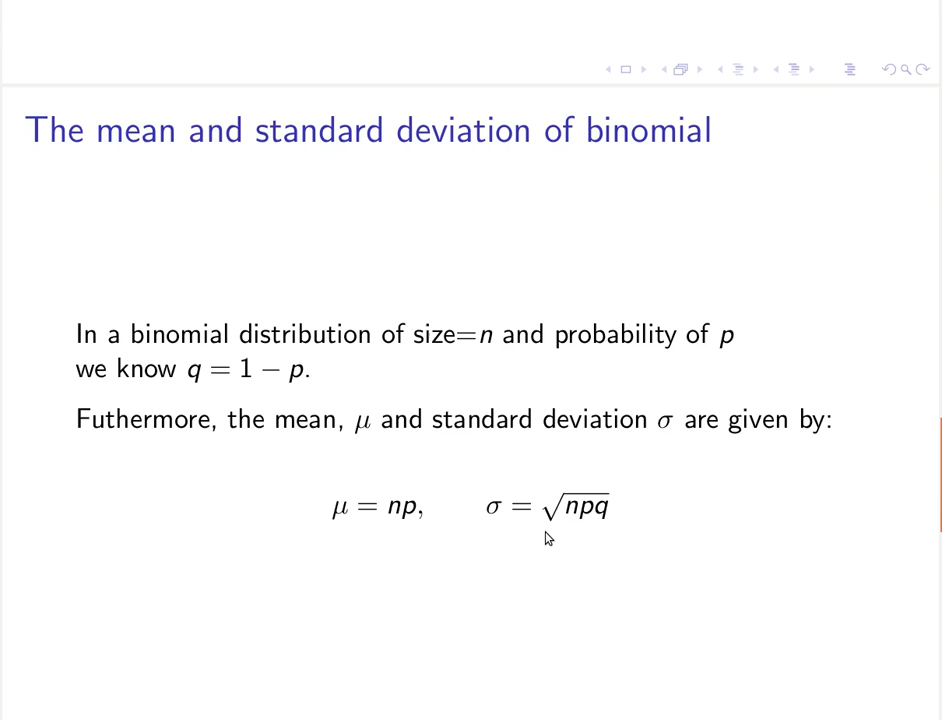 The mean and standard deviation of binomial
In a binomial distribution of size=n and probability of p
we know q = 1 − p.
Futhermore, the mean, μ and standard deviation σ are given by:
μ = np, σ = √npq